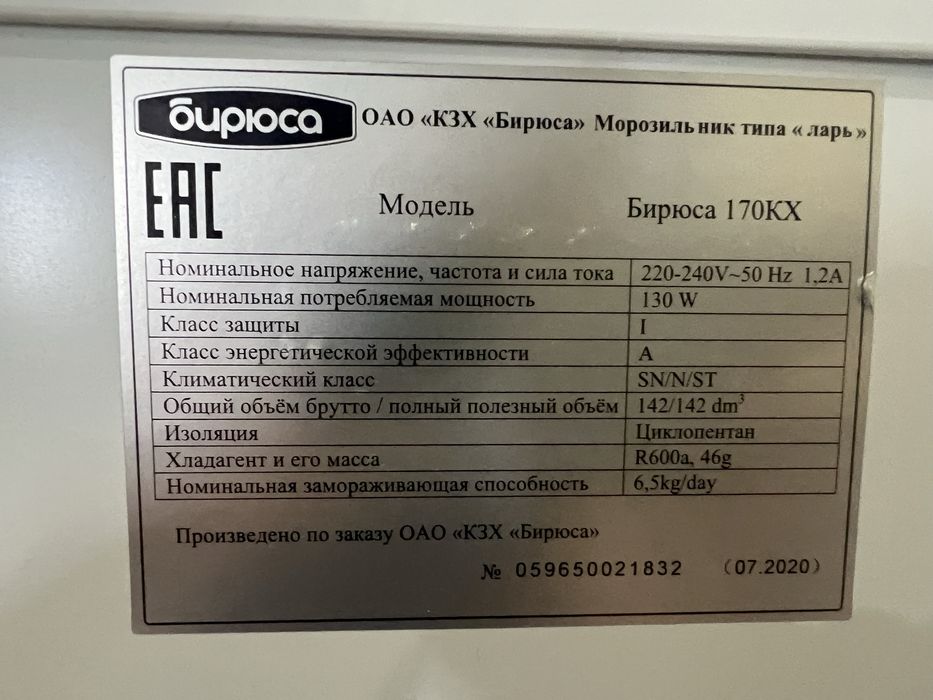 бирюса ОАО «КЗХ «Бирюса» Морозильник типа « ларь »
EAC
Модель Бирюса 170КХ
Номинальное напряжение, частота и сила тока 220-240V~50 Hz 1,2A
Номинальная потребляемая мощность 130 W
Класс защиты I
Класс энергетической эффективности А
Климатический класс SN/N/ST
Общий объём брутто / полный полезный объём 142/142 dm³
Изоляция Циклопентан
Хладагент и его масса R600a, 46g
Номинальная замораживающая способность 6,5kg/day
Произведено по заказу ОАО «КЗХ «Бирюса»
№ 059650021832 (07.2020)